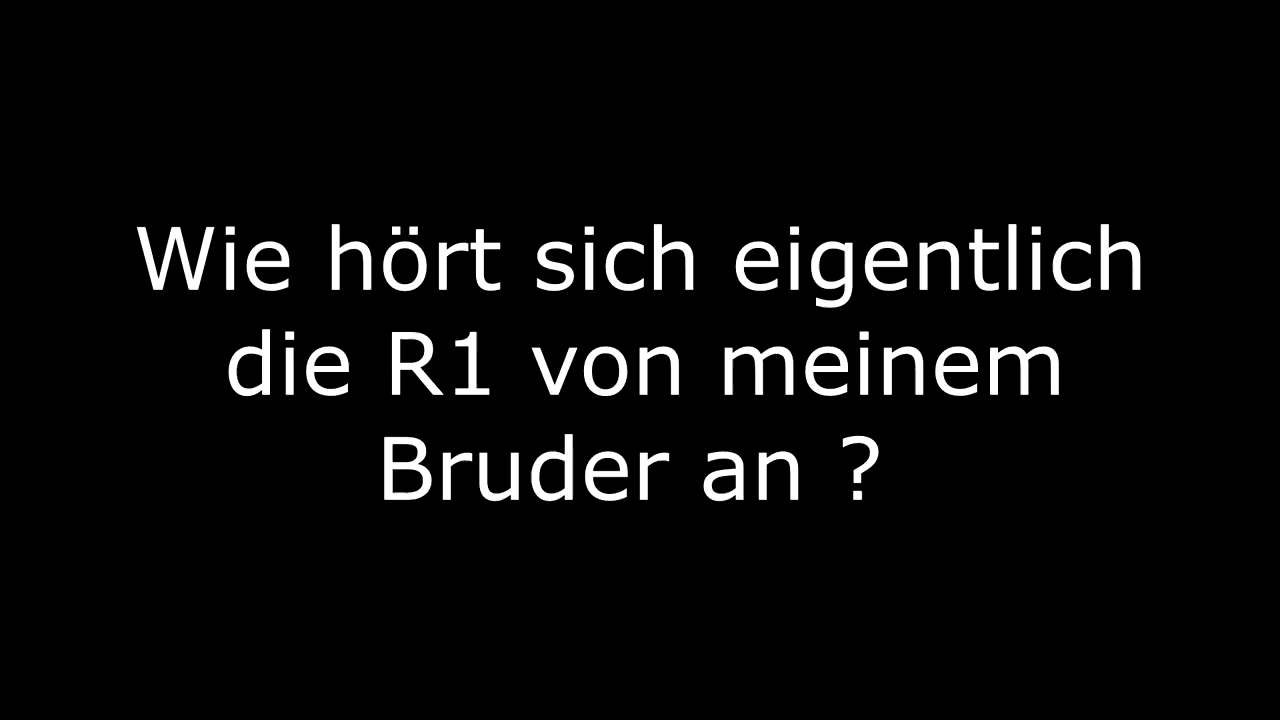 Wie hört sich eigentlich
die R1 von meinem
Bruder an ?